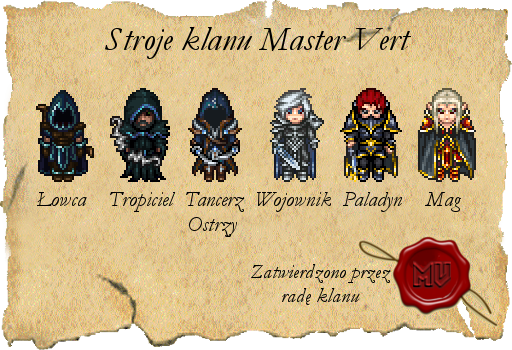 Stroje klanu Master Vert
Łowca Tropiciel Tancerz Wojownik Paladyn Mag
Ostrzy
Zatwierdzono przez
radę klanu
MV